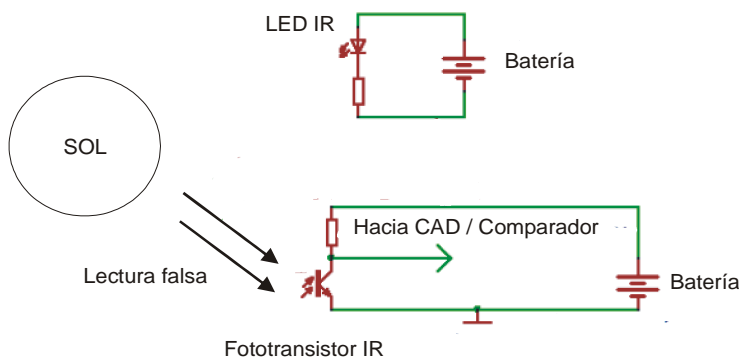 LED IR
Batería
SOL
Hacia CAD / Comparador
Lectura falsa
Batería
Fototransistor IR